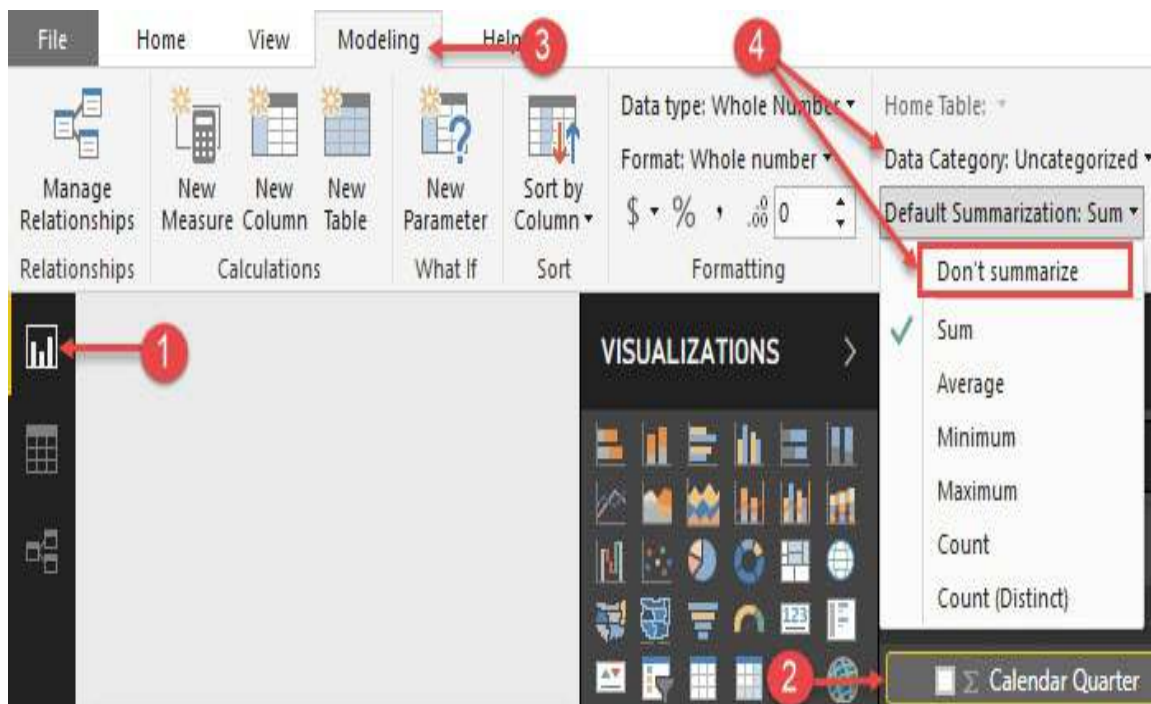 File Home View Modeling Help
3
4
Data type: Whole Number
Home Table:
Format: Whole number
Data Category: Uncategorized
Manage Relationships
New Measure
New Column
New Table
New Parameter
Sort by Column
$ % , .00 0
Default Summarization: Sum
Relationships
Calculations
What If
Sort
Formatting
Don't summarize
1
VISUALIZATIONS
Sum
Average
Minimum
Maximum
Count
Count (Distinct)
123
2
Σ Calendar Quarter